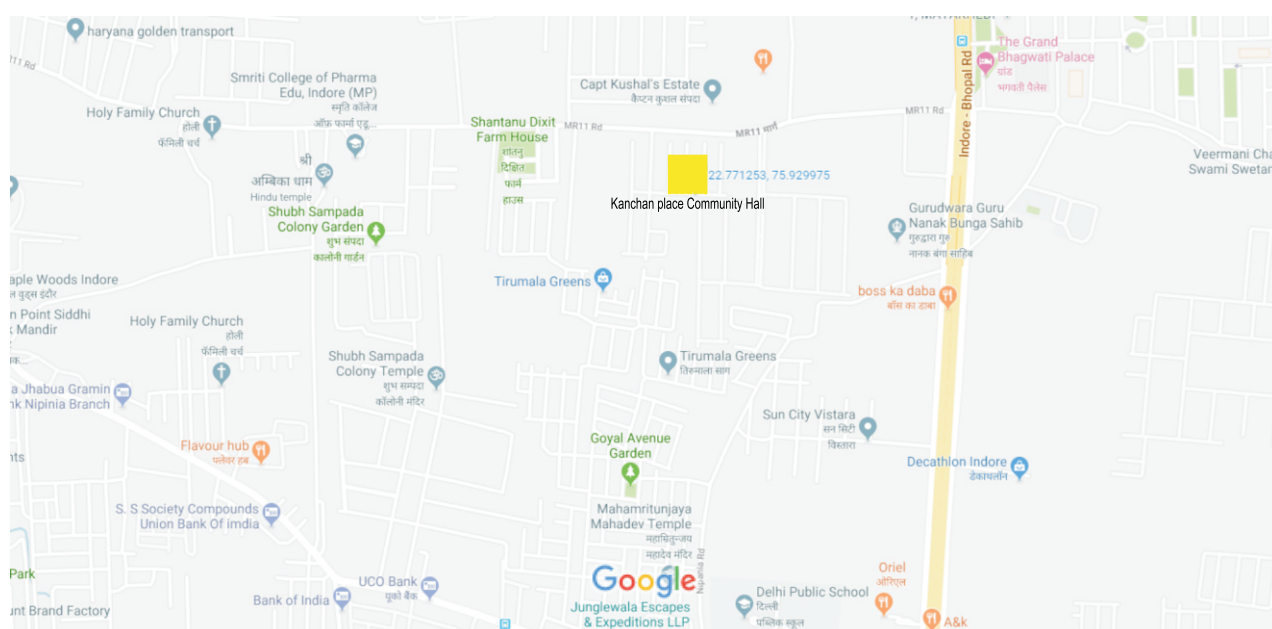 haryana golden transport
Indore - Bhopal Rd
The Grand
Bhagwati Palace
ग्रांड
भगवती पैलेस
Smriti College of Pharma
Edu, Indore (MP)
स्मृति कॉलेज
ऑफ़ फार्मा एडू...
Capt Kushal's Estate
कैप्टन कुशल संपदा
Holy Family Church
होली
फॅमिली चर्च
Shantanu Dixit
Farm House
शांतनु
दिक्षित
फार्म
हाउस
MR11 Rd
MR11 मार्ग
MR11 Rd
श्री
अम्बिका धाम
Hindu temple
22.771253, 75.929975
Kanchan place Community Hall
Veermani Cha
Swami Swetar
Shubh Sampada
Colony Garden
शुभ संपदा
कालोनी गार्डन
Gurudwara Guru
Nanak Bunga Sahib
गुरुद्वारा गुरु
नानक बंगा साहिब
Tirumala Greens
aple Woods Indore
ल वुड्स इंदौर
boss ka daba
बॉस का डाबा
n Point Siddhi
k Mandir
Holy Family Church
होली
फॅमिली चर्च
Shubh Sampada
Colony Temple
शुभ सम्पदा
कॉलोनी मंदिर
Tirumala Greens
तिरुमाला साग
a Jhabua Gramin
nk Nipinia Branch
Sun City Vistara
सन सिटी
विस्तारा
Flavour hub
फ्लेवर हब
Goyal Avenue
Garden
Decathlon Indore
डेकाथलॉन
nts
S. S Society Compounds
Union Bank Of imdia
Mahamritunjaya
Mahadev Temple
महाम्रितुन्जय
महादेव मंदिर
Nipania Rd
Google
Park
UCO Bank
यूको बैंक
Bank of India
unt Brand Factory
Junglewala Escapes
& Expeditions LLP
Delhi Public School
दिल्ली
पब्लिक स्कूल
Oriel
ओरिएल
A&k